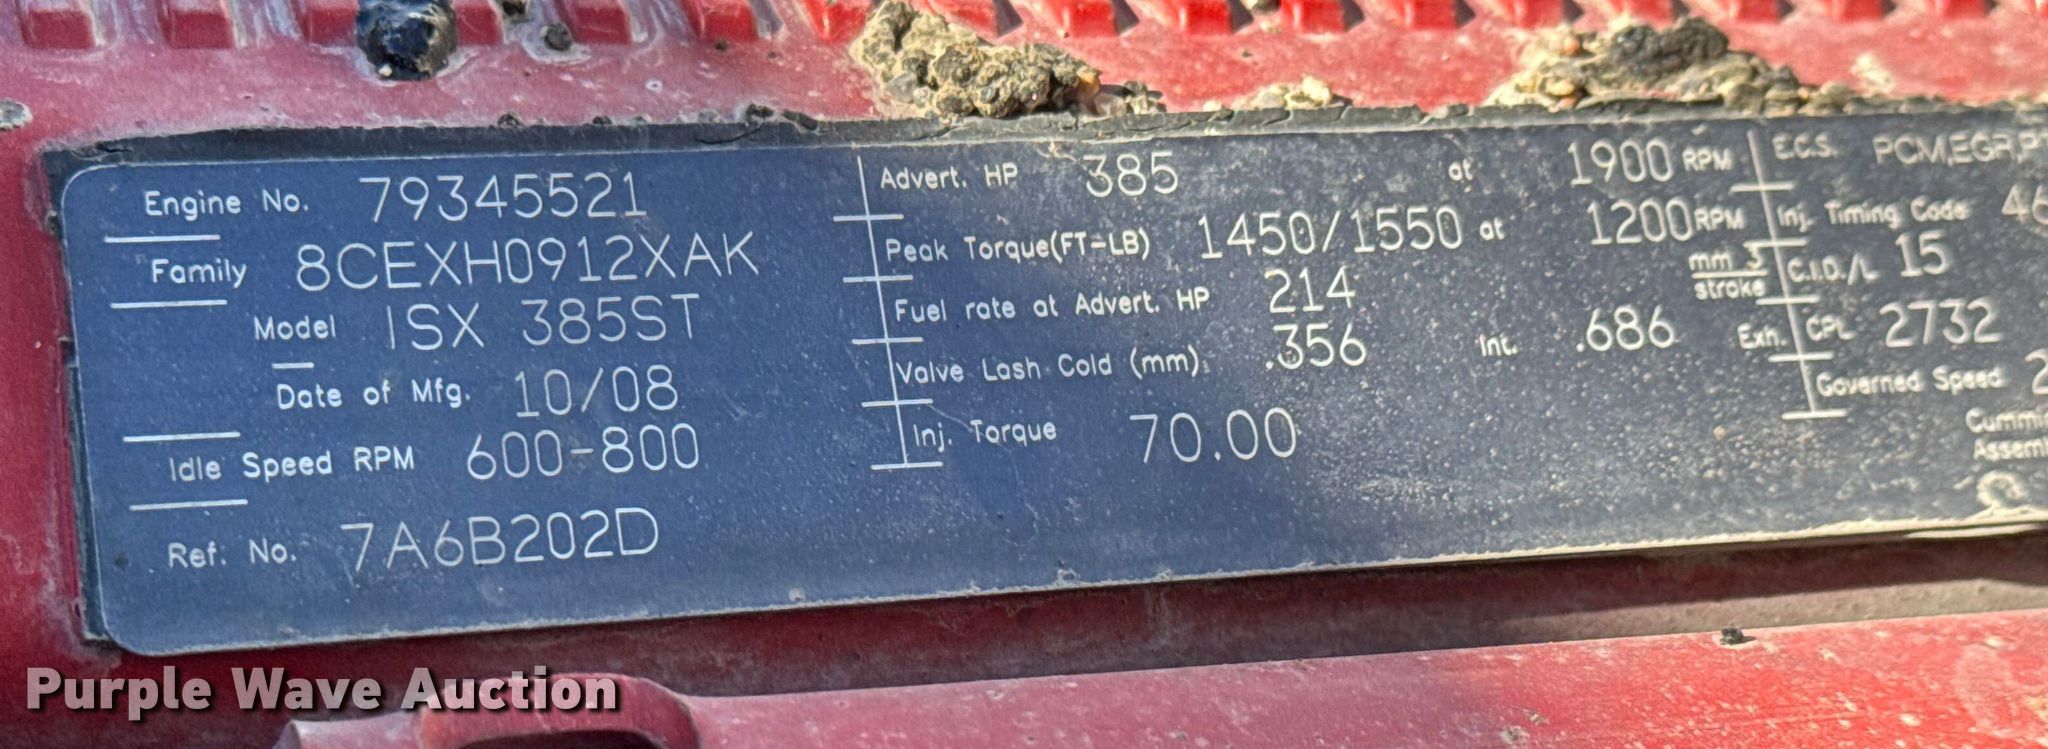 Engine No. 79345521
Family 8CEXH0912XAK
Model ISX 385ST
Date of Mfg. 10/08
Idle Speed RPM 600-800
Ref. No. 7A6B202D
Advert. HP 385 at 1900 RPM
Peak Torque(FT-LB) 1450/1550 at 1200 RPM
Fuel rate at Advert. HP 214 mm 3 stroke
Valve Lash Cold (mm) .356 Int. .686 Exh.
Inj. Torque 70.00
E.C.S. PCM,EGR,
Inj. Timing Code
C.I.D./L 15
CPL 2732
Governed Speed
Purple Wave Auction